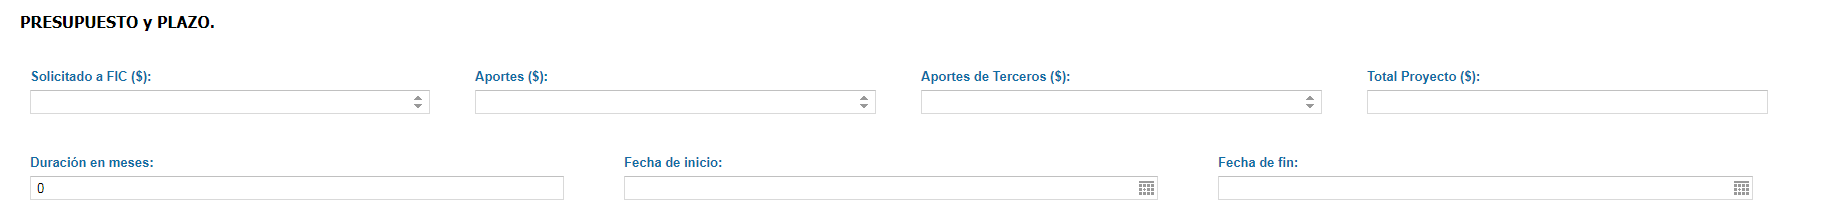 PRESUPUESTO y PLAZO.
Solicitado a FIC ($): Aportes ($): Aportes de Terceros ($): Total Proyecto ($):
Duración en meses: Fecha de inicio: Fecha de fin:
0